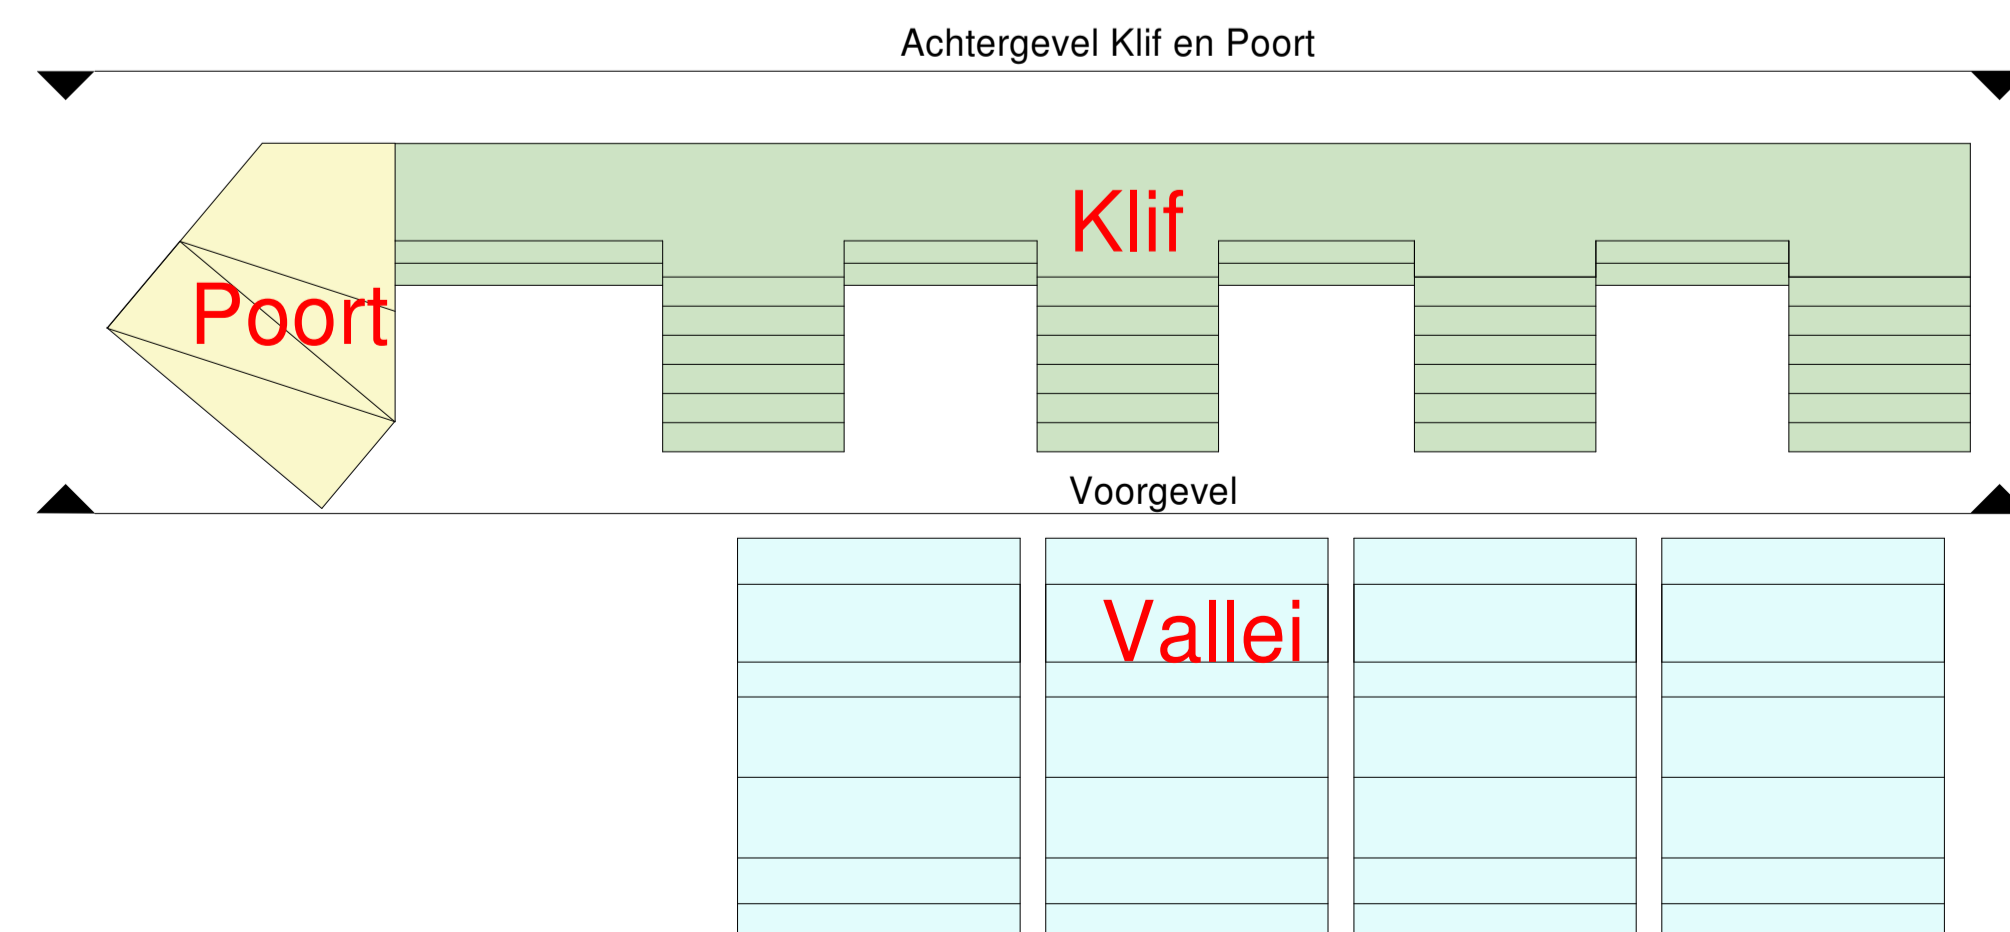 Achtergevel Klif en Poort
Klif
Poort
Voorgevel
Vallei